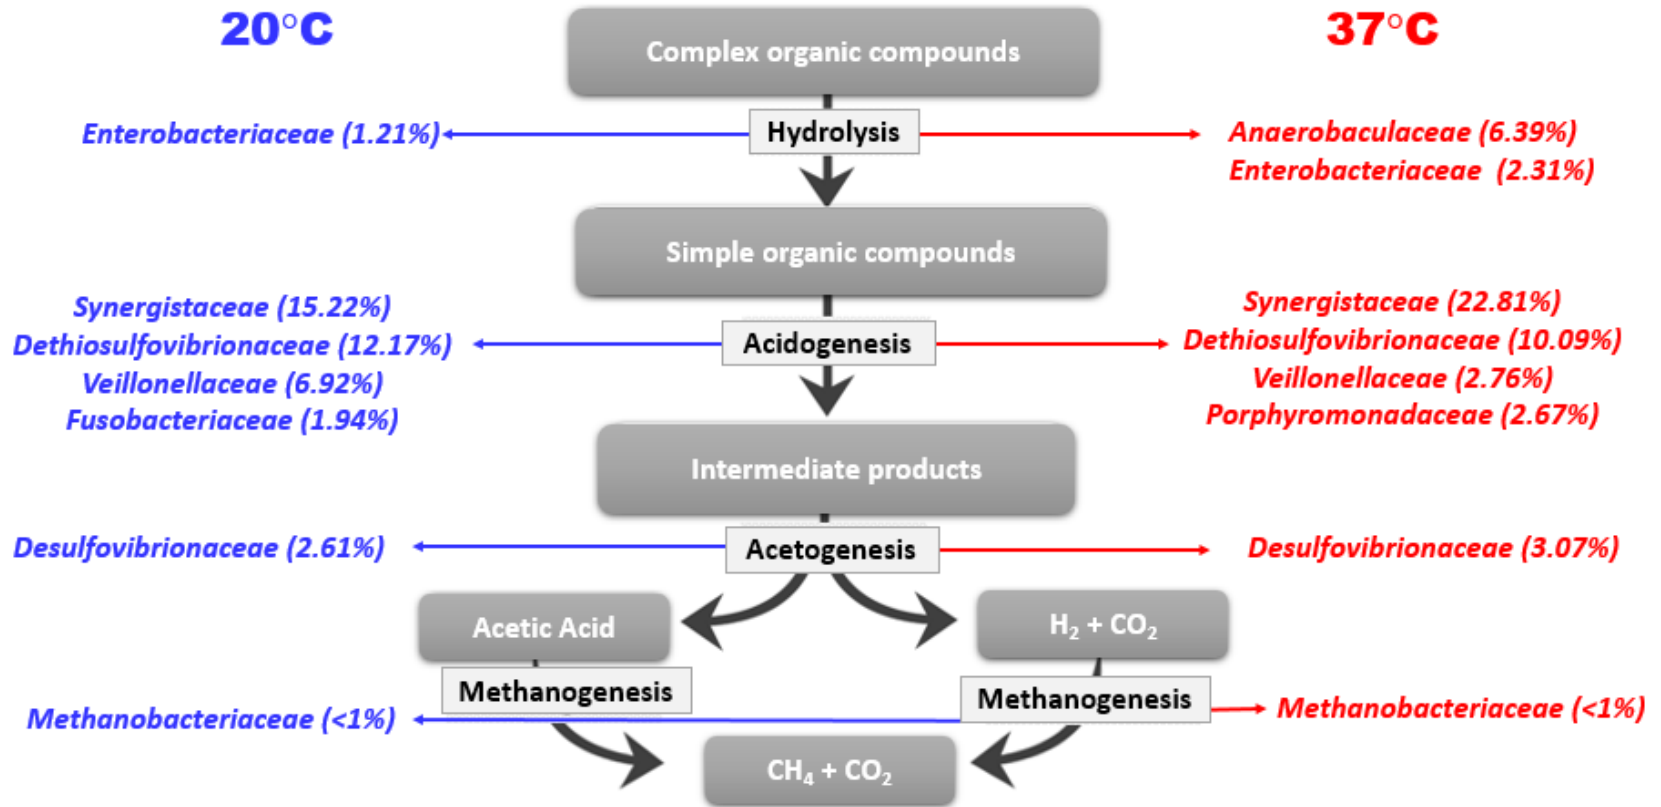 20°C
Complex organic compounds
37°C
Enterobacteriaceae (1.21%)
Hydrolysis
Anaerobaculaceae (6.39%)
Enterobacteriaceae (2.31%)
Simple organic compounds
Synergistaceae (15.22%)
Dethiosulfovibrionaceae (12.17%)
Veillonellaceae (6.92%)
Fusobacteriaceae (1.94%)
Acidogenesis
Synergistaceae (22.81%)
Dethiosulfovibrionaceae (10.09%)
Veillonellaceae (2.76%)
Porphyromonadaceae (2.67%)
Intermediate products
Desulfovibrionaceae (2.61%)
Acetogenesis
Desulfovibrionaceae (3.07%)
Acetic Acid
H₂ + CO₂
Methanogenesis
Methanogenesis
Methanobacteriaceae (<1%)
Methanobacteriaceae (<1%)
CH₄ + CO₂